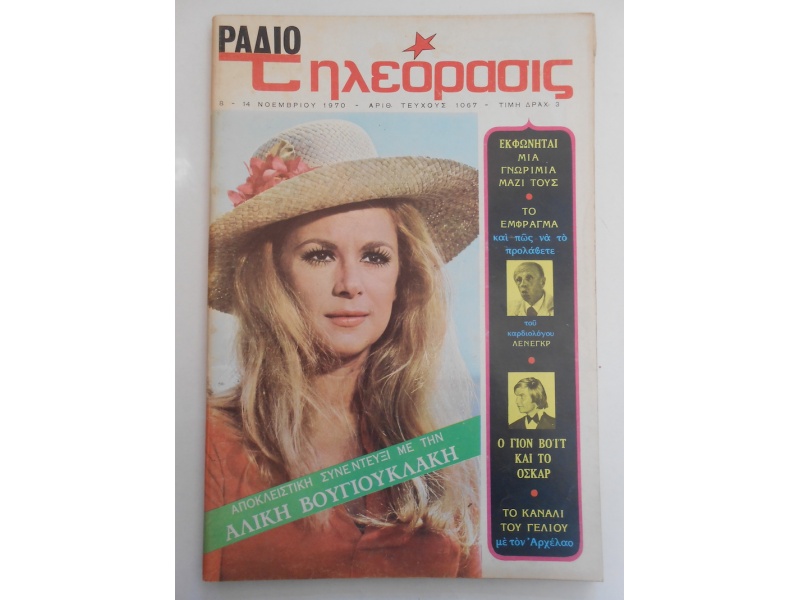 ΡΑΔΙΟ
τηλεόρασις
8 - 14 ΝΟΕΜΒΡΙΟΥ 1970 - ΑΡΙΘ. ΤΕΥΧΟΥΣ 1067 - ΤΙΜΗ ΔΡΑΧ. 3
ΕΚΦΩΝΗΤΑΙ
ΜΙΑ
ΓΝΩΡΙΜΙΑ
ΜΑΖΙ ΤΟΥΣ
ΤΟ
ΕΜΦΡΑΓΜΑ
καὶ πῶς νὰ τὸ
προλάβετε
τοῦ
καρδιολόγου
ΛΕΝΕΓΚΡ
Ο ΓΙΟΝ ΒΟΪΤ
ΚΑΙ ΤΟ
ΟΣΚΑΡ
ΤΟ ΚΑΝΑΛΙ
ΤΟΥ ΓΕΛΙΟΥ
μὲ τὸν Ἀρχέλαο
ΑΠΟΚΛΕΙΣΤΙΚΗ ΣΥΝΕΝΤΕΥΞΙ ΜΕ ΤΗΝ
ΑΛΙΚΗ ΒΟΥΓΙΟΥΚΛΑΚΗ